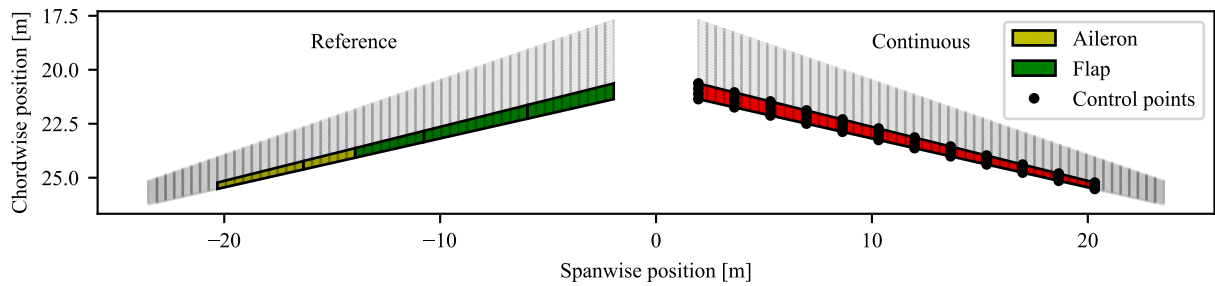 Chordwise position [m]
17.5
20.0
22.5
25.0
Reference
Continuous
Aileron
Flap
Control points
−20
−10
0
10
20
Spanwise position [m]